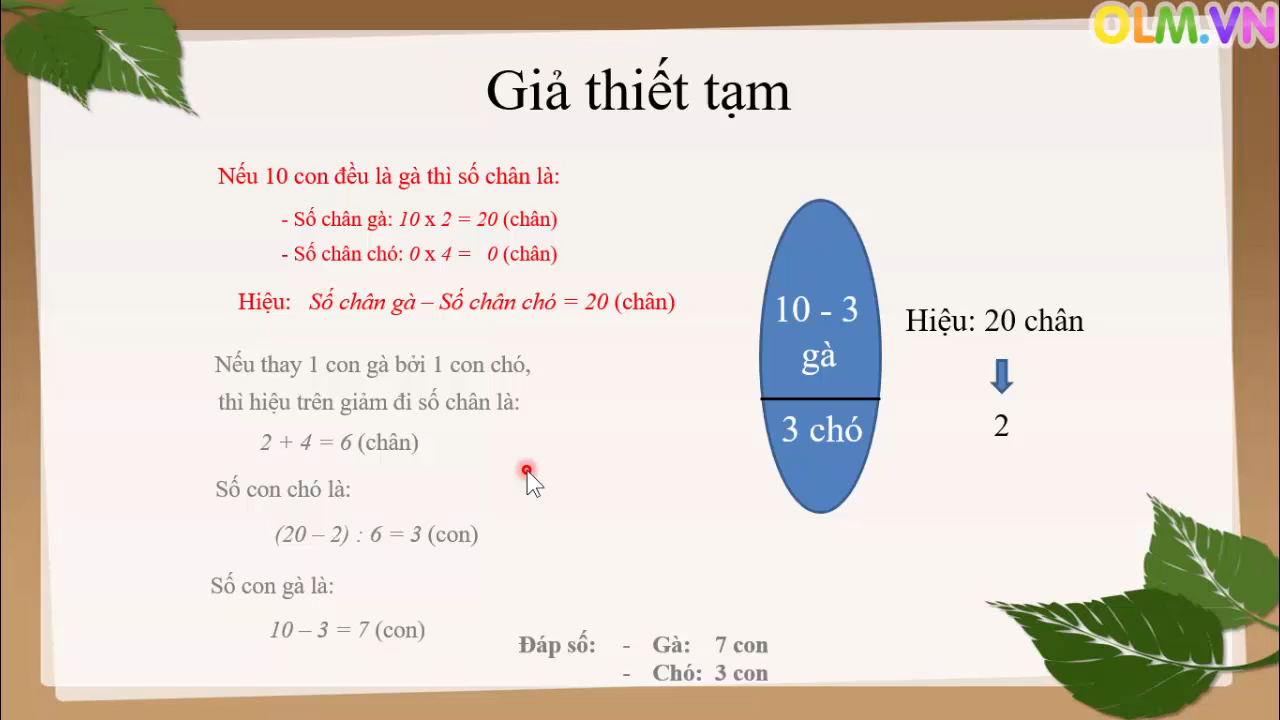 OLM.VN
Giả thiết tạm
Nếu 10 con đều là gà thì số chân là:
- Số chân gà: 10 x 2 = 20 (chân)
- Số chân chó: 0 x 4 = 0 (chân)
Hiệu: Số chân gà – Số chân chó = 20 (chân)
Nếu thay 1 con gà bởi 1 con chó,
thì hiệu trên giảm đi số chân là:
2 + 4 = 6 (chân)
Số con chó là:
(20 – 2) : 6 = 3 (con)
Số con gà là:
10 – 3 = 7 (con)
Đáp số: - Gà: 7 con
- Chó: 3 con
10 - 3
gà
3 chó
Hiệu: 20 chân
2